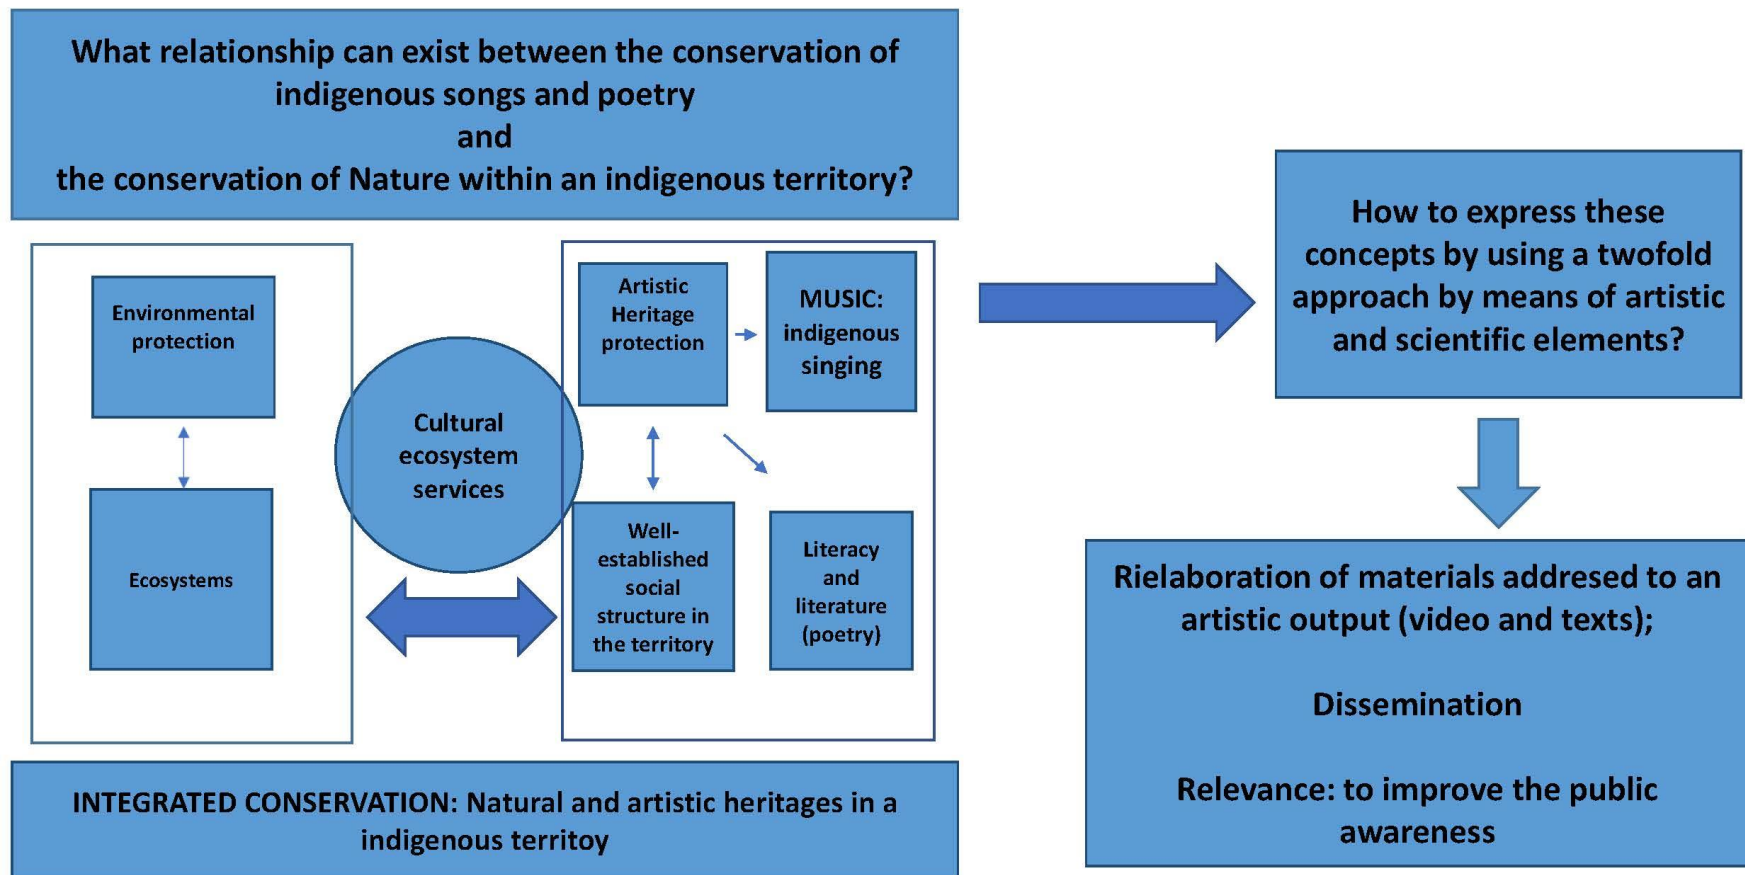 What relationship can exist between the conservation of
indigenous songs and poetry
and
the conservation of Nature within an indigenous territory?
Environmental
protection
Ecosystems
Cultural
ecosystem
services
Artistic
Heritage
protection
MUSIC:
indigenous
singing
Well-
established
social
structure in
the territory
Literacy
and
literature
(poetry)
INTEGRATED CONSERVATION: Natural and artistic heritages in a
indigenous territoy
How to express these
concepts by using a twofold
approach by means of artistic
and scientific elements?
Rielaboration of materials addresed to an
artistic output (video and texts);
Dissemination
Relevance: to improve the public
awareness